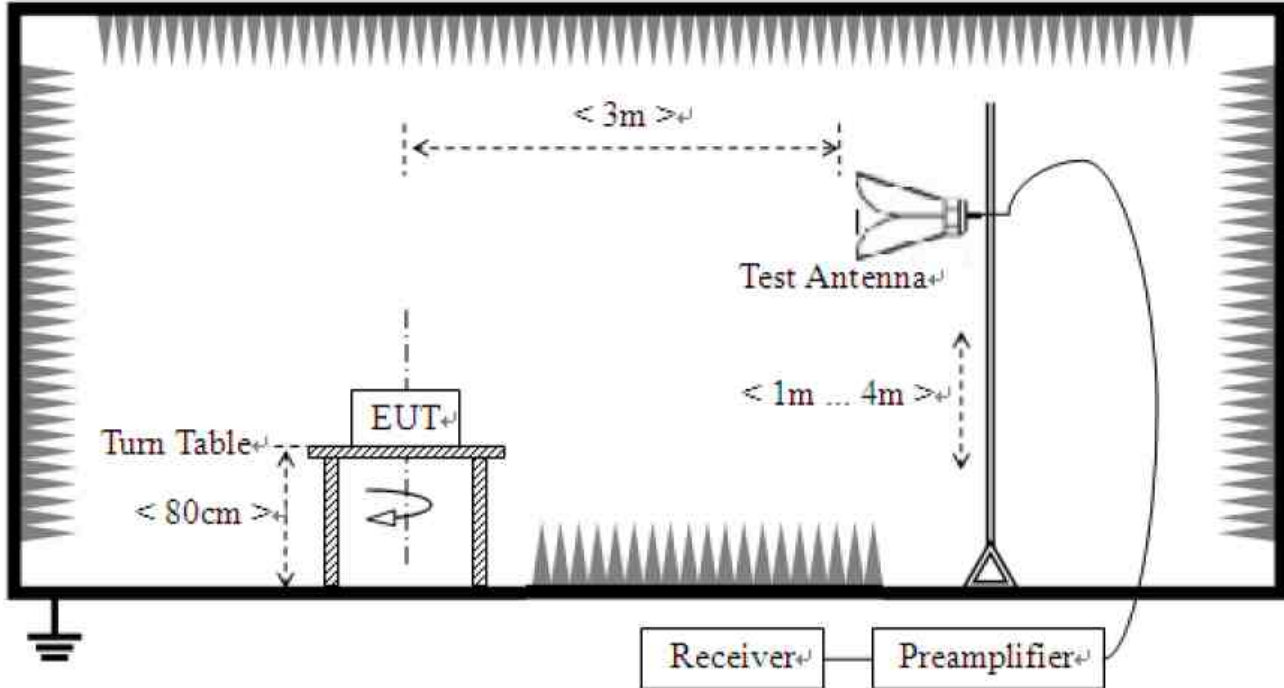 < 3m >↵
Test Antenna↵
< 1m ... 4m >↵
EUT↵
Turn Table↵
< 80cm >↵
Receiver↵
Preamplifier↵